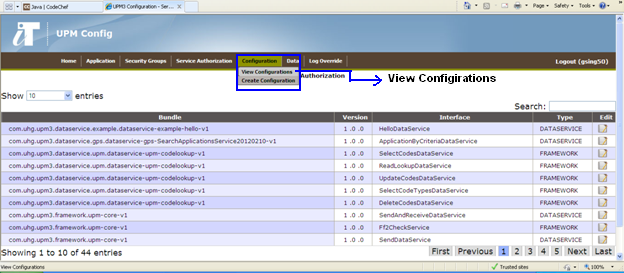 Java | CodeChef
UPM3 Configuration - Ser...
Page
Safety
Tools
iT UPM Config
Home Application Security Groups Service Authorization Configuration Data Log Override Logout (gsing50)
View Configurations
Create Configuration
Authorization
View Configirations
Show 10 entries
Search:
Bundle Version Interface Type Edit
com.uhg.upm3.dataservice.example.dataservice-example-hello-v1 1 .0 .0 HelloDataService DATASERVICE
com.uhg.upm3.dataservice.gps.dataservice-gps-SearchApplicationsService20120210-v1 1 .0 .0 ApplicationByCriteriaDataService DATASERVICE
com.uhg.upm3.dataservice.dataservice-upm-codelookup-v1 1 .0 .0 SelectCodesDataService FRAMEWORK
com.uhg.upm3.dataservice.dataservice-upm-codelookup-v1 1 .0 .0 ReadLookupDataService FRAMEWORK
com.uhg.upm3.dataservice.dataservice-upm-codelookup-v1 1 .0 .0 UpdateCodesDataService FRAMEWORK
com.uhg.upm3.dataservice.dataservice-upm-codelookup-v1 1 .0 .0 SelectCodeTypesDataService FRAMEWORK
com.uhg.upm3.dataservice.dataservice-upm-codelookup-v1 1 .0 .0 DeleteCodesDataService FRAMEWORK
com.uhg.upm3.framework.upm-core-v1 1 .0 .0 SendAndReceiveDataService FRAMEWORK
com.uhg.upm3.framework.upm-core-v1 1 .0 .0 Ff2CheckService FRAMEWORK
com.uhg.upm3.framework.upm-core-v1 1 .0 .0 SendDataService FRAMEWORK
Showing 1 to 10 of 44 entries
First Previous 1 2 3 4 5 Next Last
View Configurations
Trusted sites
100%